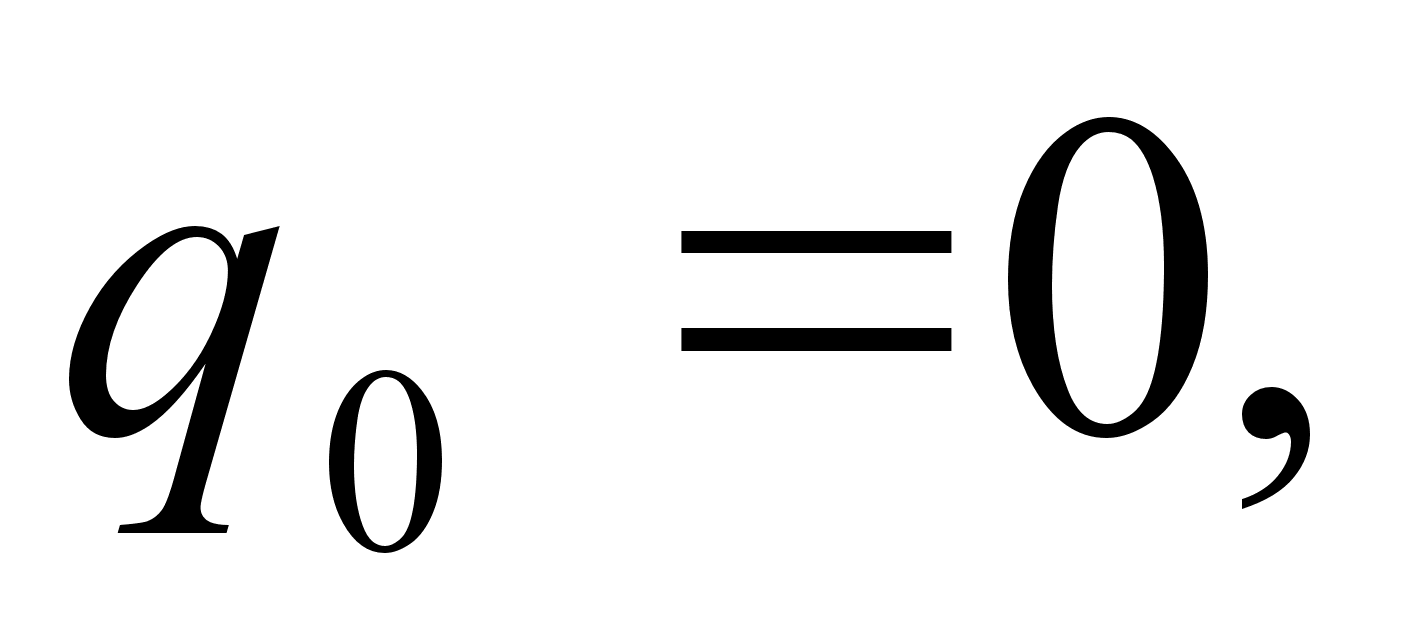 q₀ =0,